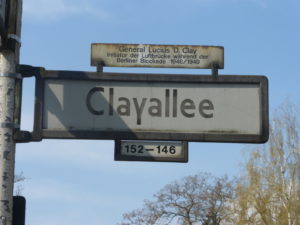 General Lucius D. Clay
Initiator der Luftbrücke während der
Berliner Blockade 1948/1949
Clayallee
152-146